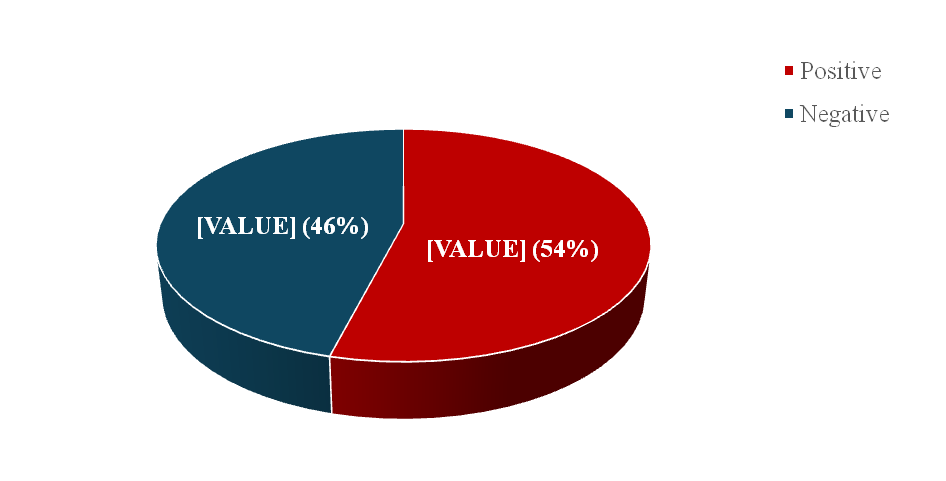 Positive
Negative
[VALUE] (46%)
[VALUE] (54%)